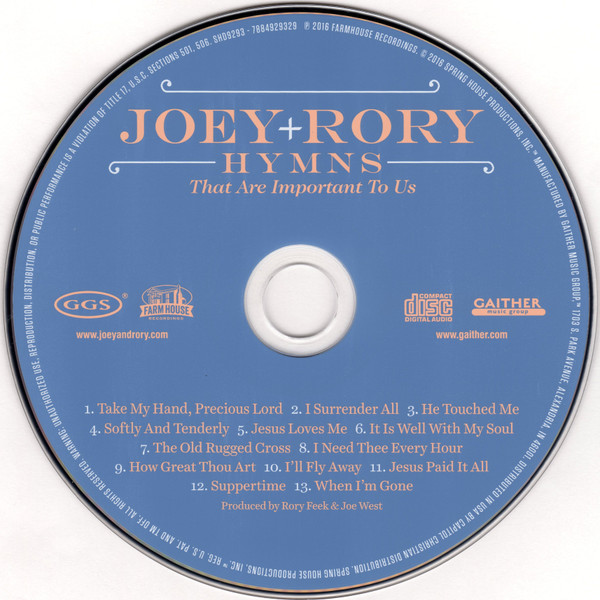 JOEY+RORY
HYMNS
That Are Important To Us
GGS®
FARM HOUSE
RECORDINGS
COMPACT
disc
DIGITAL AUDIO
GAITHER
music group
www.joeyandrory.com
www.gaither.com
1. Take My Hand, Precious Lord 2. I Surrender All 3. He Touched Me
4. Softly And Tenderly 5. Jesus Loves Me 6. It Is Well With My Soul
7. The Old Rugged Cross 8. I Need Thee Every Hour
9. How Great Thou Art 10. I'll Fly Away 11. Jesus Paid It All
12. Suppertime 13. When I'm Gone
Produced by Rory Feek & Joe West
WARNING: UNAUTHORIZED USE, REPRODUCTION, DISTRIBUTION, OR PUBLIC PERFORMANCE IS A VIOLATION OF TITLE 17, U.S.C. SECTIONS 501, 506. SHD9293 - 7884929329 ℗ 2016 FARMHOUSE RECORDINGS. © 2016 SPRING HOUSE PRODUCTIONS, INC.™ MANUFACTURED BY GAITHER MUSIC GROUP,™ 1703 S. PARK AVENUE, ALEXANDRIA, IN 46001. DISTRIBUTED IN USA BY CAPITOL CHRISTIAN DISTRIBUTION. SPRING HOUSE PRODUCTIONS, INC.™ REG. U.S. PAT. AND TM OFF. ALL RIGHTS RESERVED.